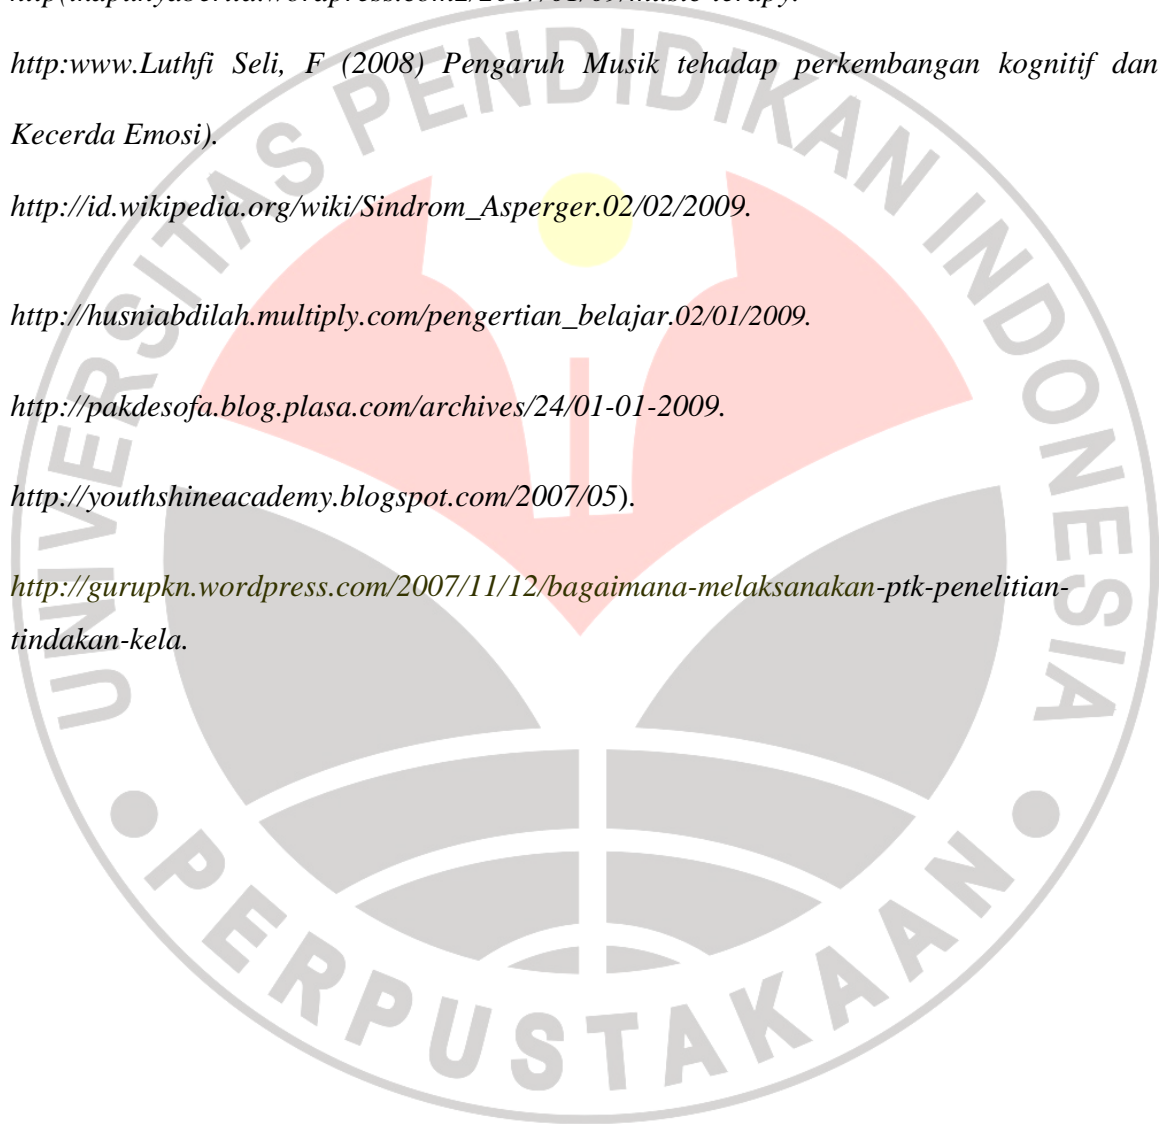 http:www.Luthfi Seli, F (2008) Pengaruh Musik tehadap perkembangan kognitif dan
Kecerda Emosi).
http://id.wikipedia.org/wiki/Sindrom_Asperger.02/02/2009.
http://husniabdilah.multiply.com/pengertian_belajar.02/01/2009.
http://pakdesofa.blog.plasa.com/archives/24/01-01-2009.
http://youthshineacademy.blogspot.com/2007/05).
http://gurupkn.wordpress.com/2007/11/12/bagaimana-melaksanakan-ptk-penelitian-
tindakan-kela.
UNIVERSITAS PENDIDIKAN INDONESIA
PERPUSTAKAAN